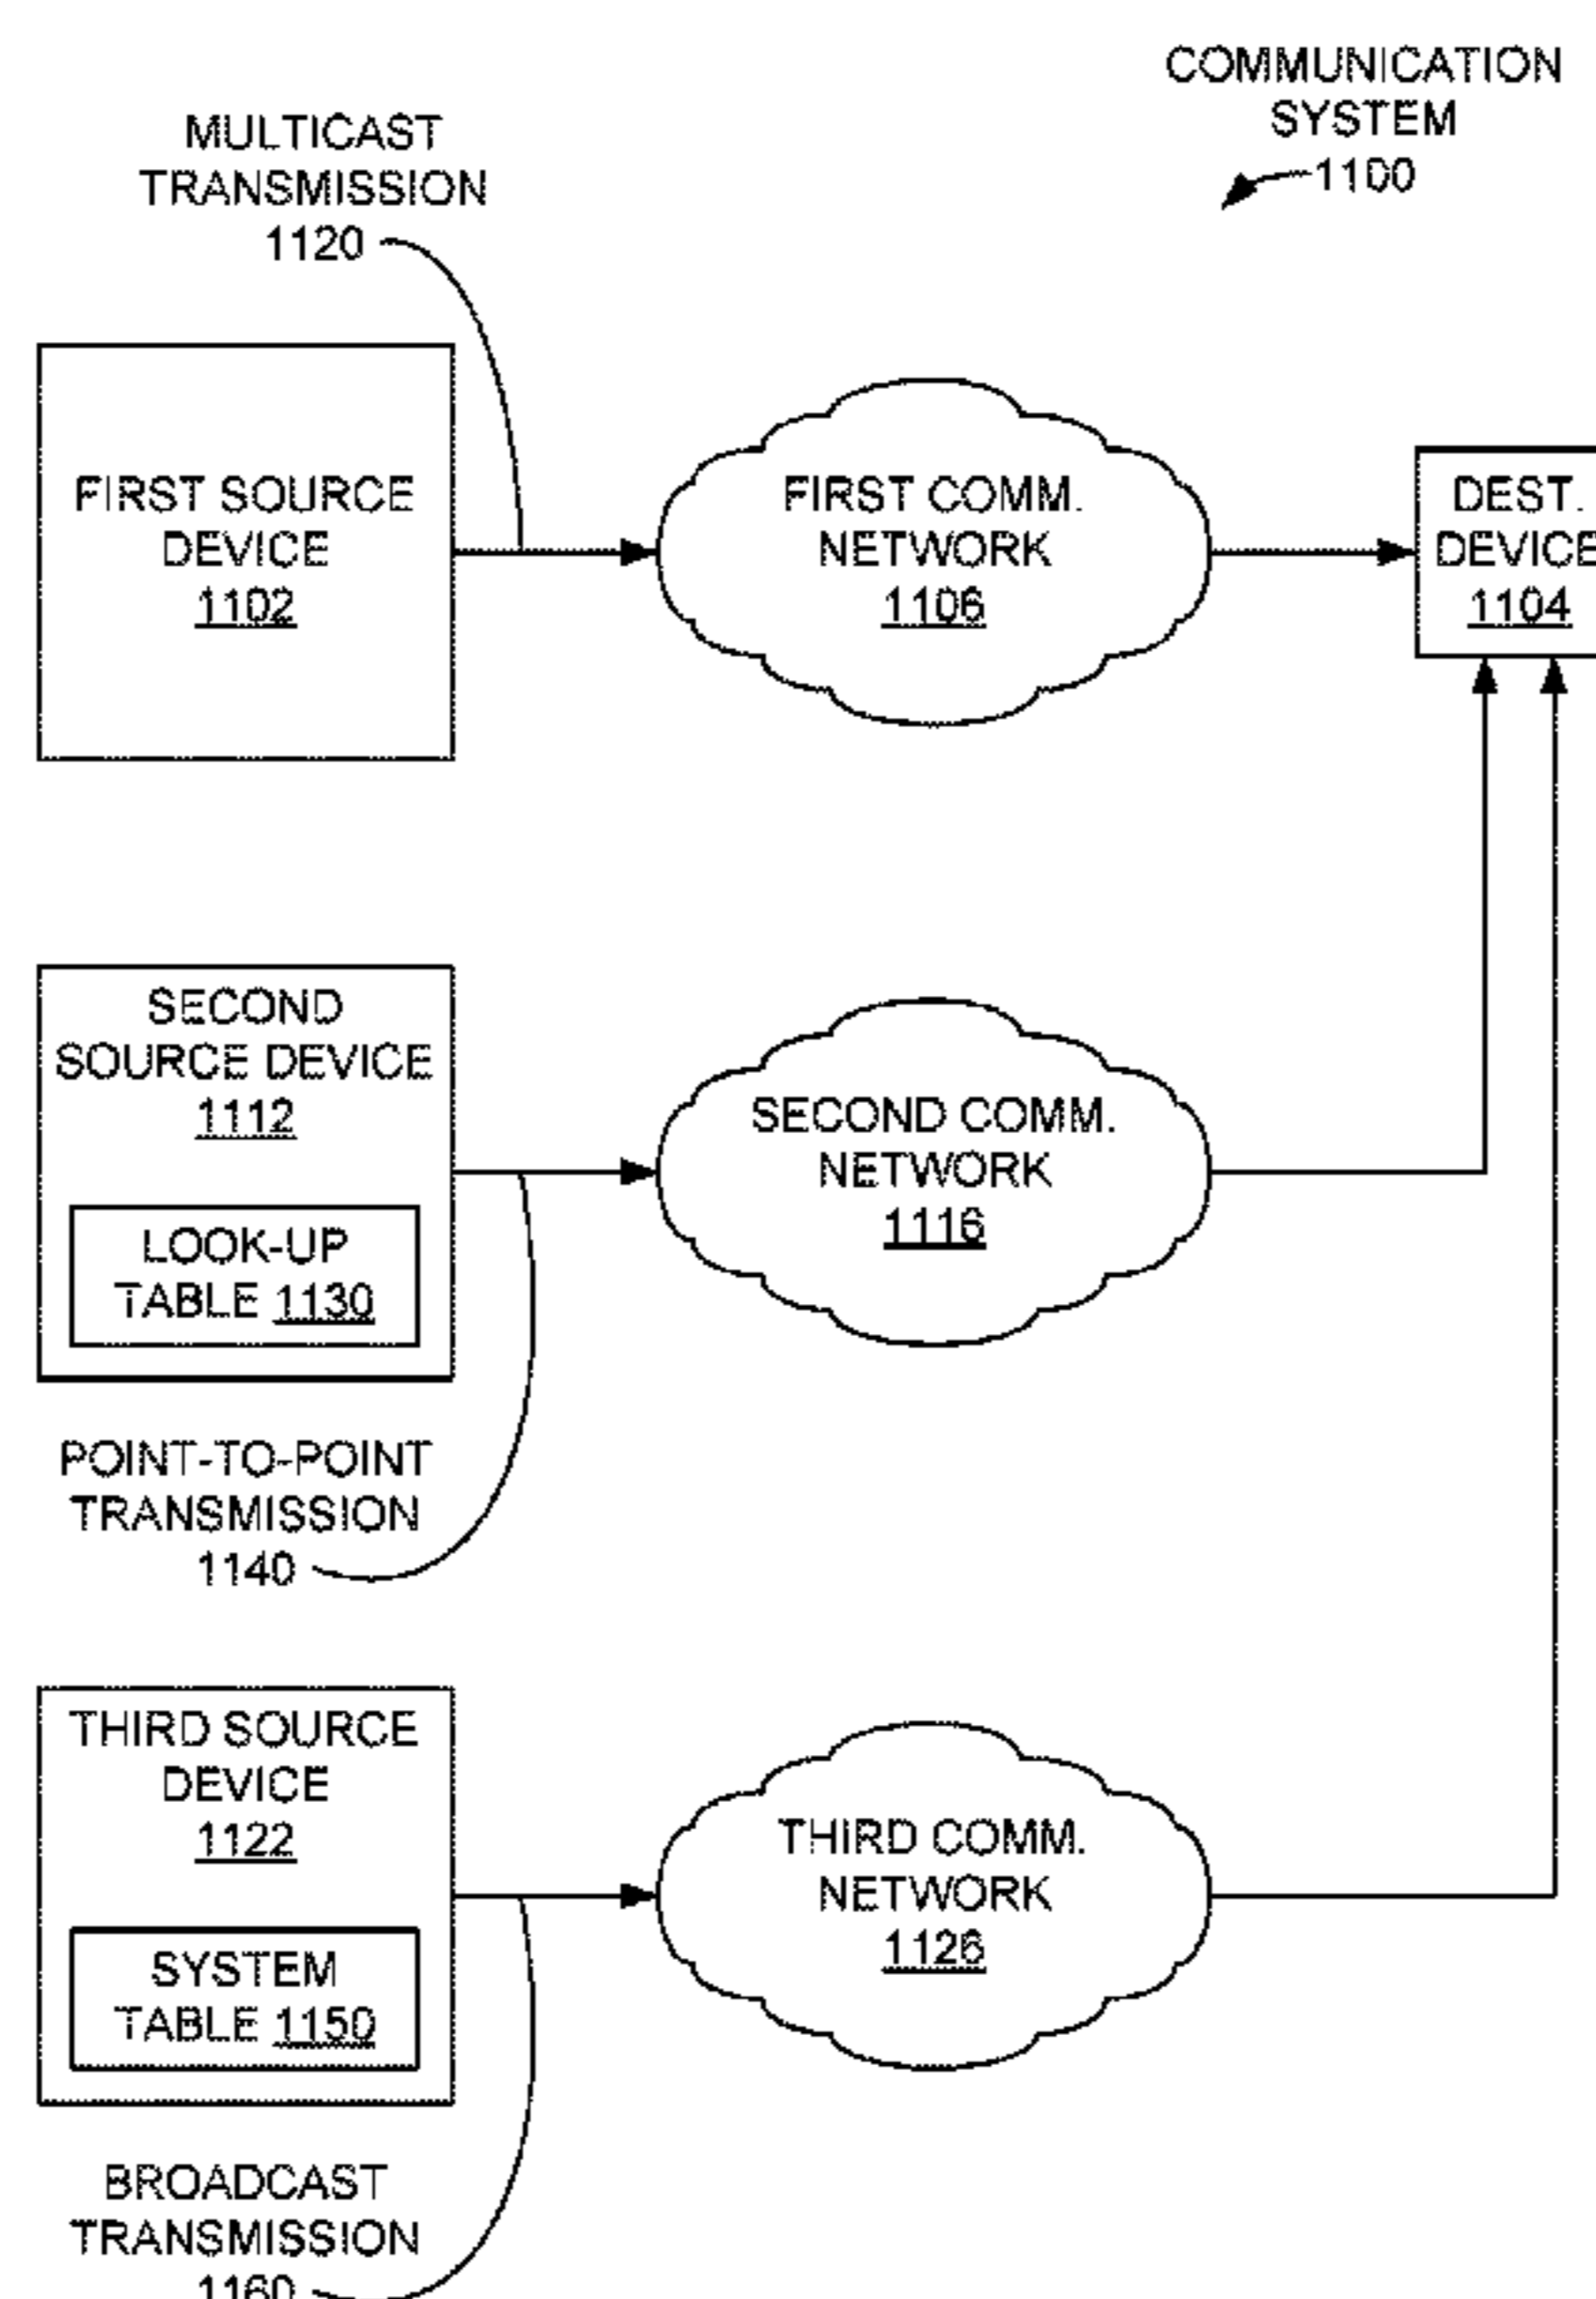 COMMUNICATION
SYSTEM
1100
MULTICAST
TRANSMISSION
1120
FIRST SOURCE
DEVICE
1102
FIRST COMM.
NETWORK
1106
DEST.
DEVICE
1104
SECOND
SOURCE DEVICE
1112
LOOK-UP
TABLE 1130
SECOND COMM.
NETWORK
1116
POINT-TO-POINT
TRANSMISSION
1140
THIRD SOURCE
DEVICE
1122
SYSTEM
TABLE 1150
THIRD COMM.
NETWORK
1126
BROADCAST
TRANSMISSION
1160